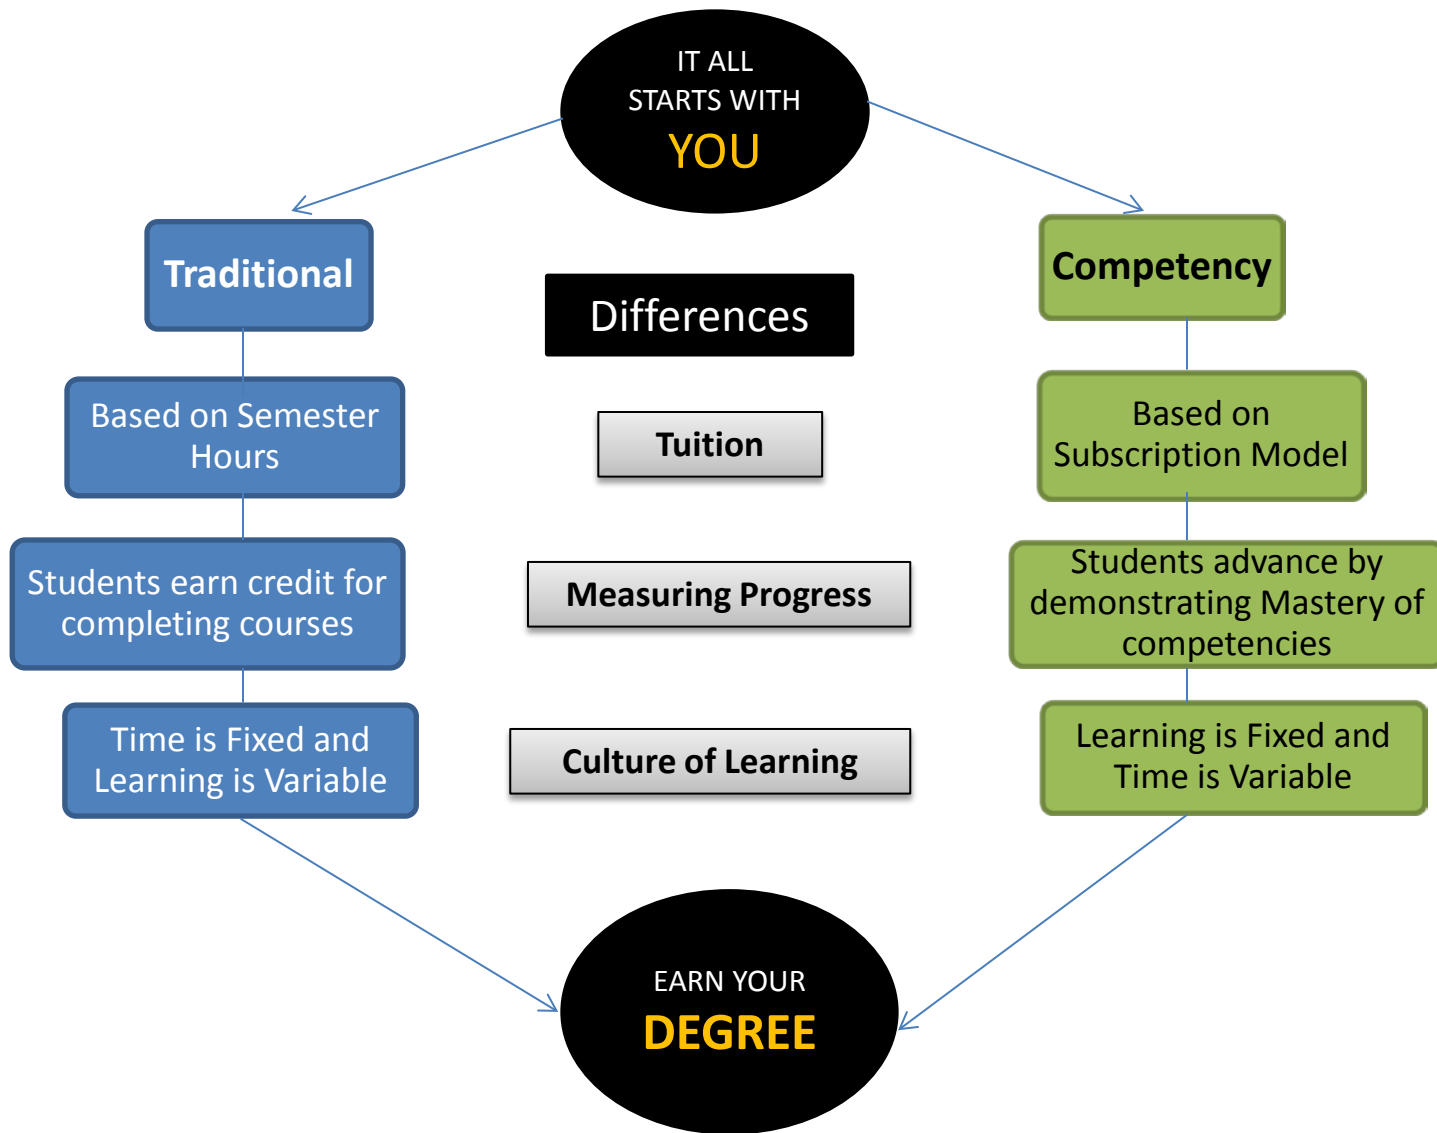 IT ALL
STARTS WITH
YOU
Traditional
Differences
Competency
Based on Semester
Hours
Tuition
Based on
Subscription Model
Students earn credit for
completing courses
Measuring Progress
Students advance by
demonstrating Mastery of
competencies
Time is Fixed and
Learning is Variable
Culture of Learning
Learning is Fixed and
Time is Variable
EARN YOUR
DEGREE